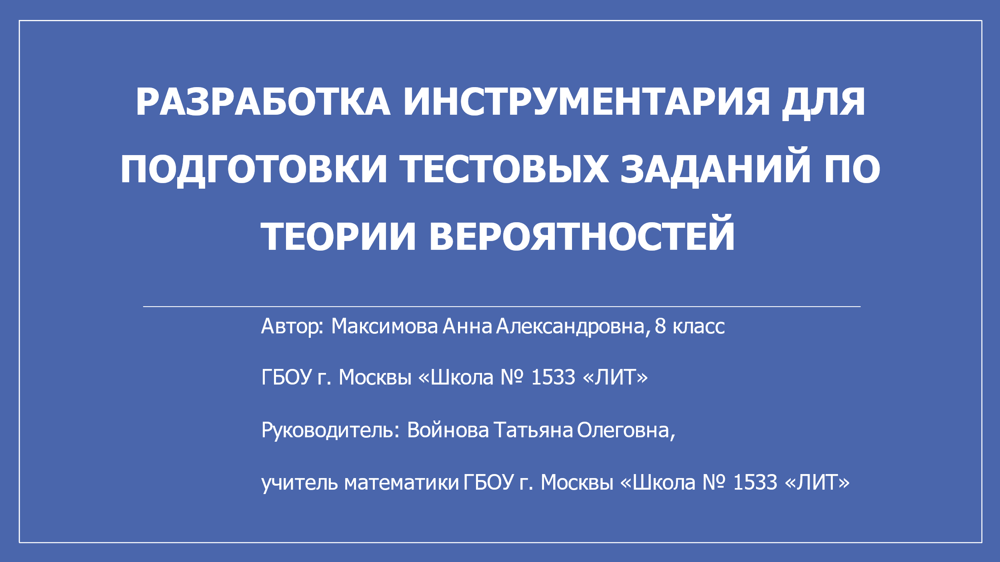 РАЗРАБОТКА ИНСТРУМЕНТАРИЯ ДЛЯ
ПОДГОТОВКИ ТЕСТОВЫХ ЗАДАНИЙ ПО
ТЕОРИИ ВЕРОЯТНОСТЕЙ
Автор: Максимова Анна Александровна, 8 класс
ГБОУ г. Москвы «Школа № 1533 «ЛИТ»
Руководитель: Войнова Татьяна Олеговна,
учитель математики ГБОУ г. Москвы «Школа № 1533 «ЛИТ»